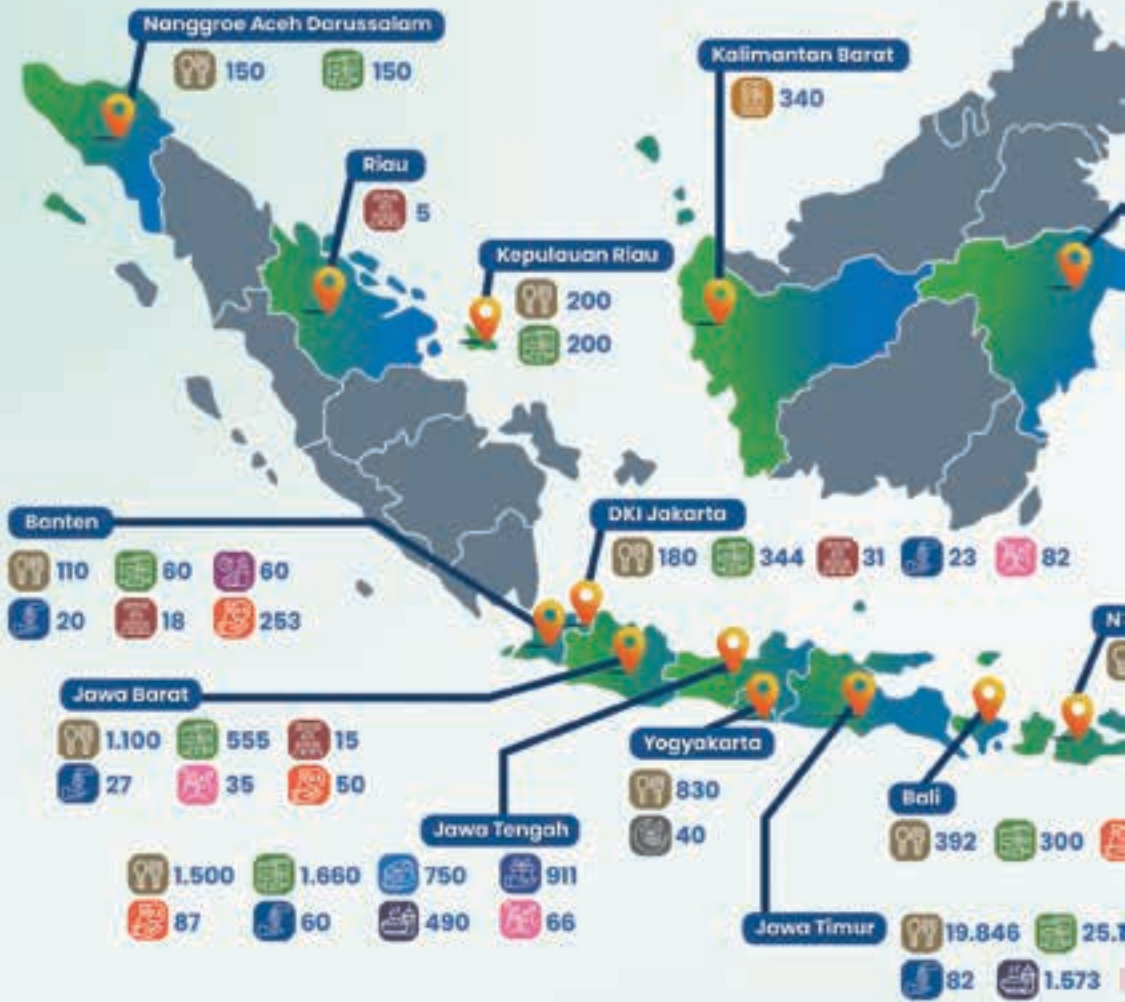 Nanggroe Aceh Darussalam
150 150
Kalimantan Barat
340
Riau
5
Kepulauan Riau
200
200
Banten
110 60 60
20 18 253
DKI Jakarta
180 344 31 23 82
Jawa Barat
1.100 555 15
27 35 50
Yogyakarta
830
40
Bali
392 300
Jawa Tengah
1.500 1.660 750 911
87 60 490 66
Jawa Timur
19.846 25.1
82 1.573